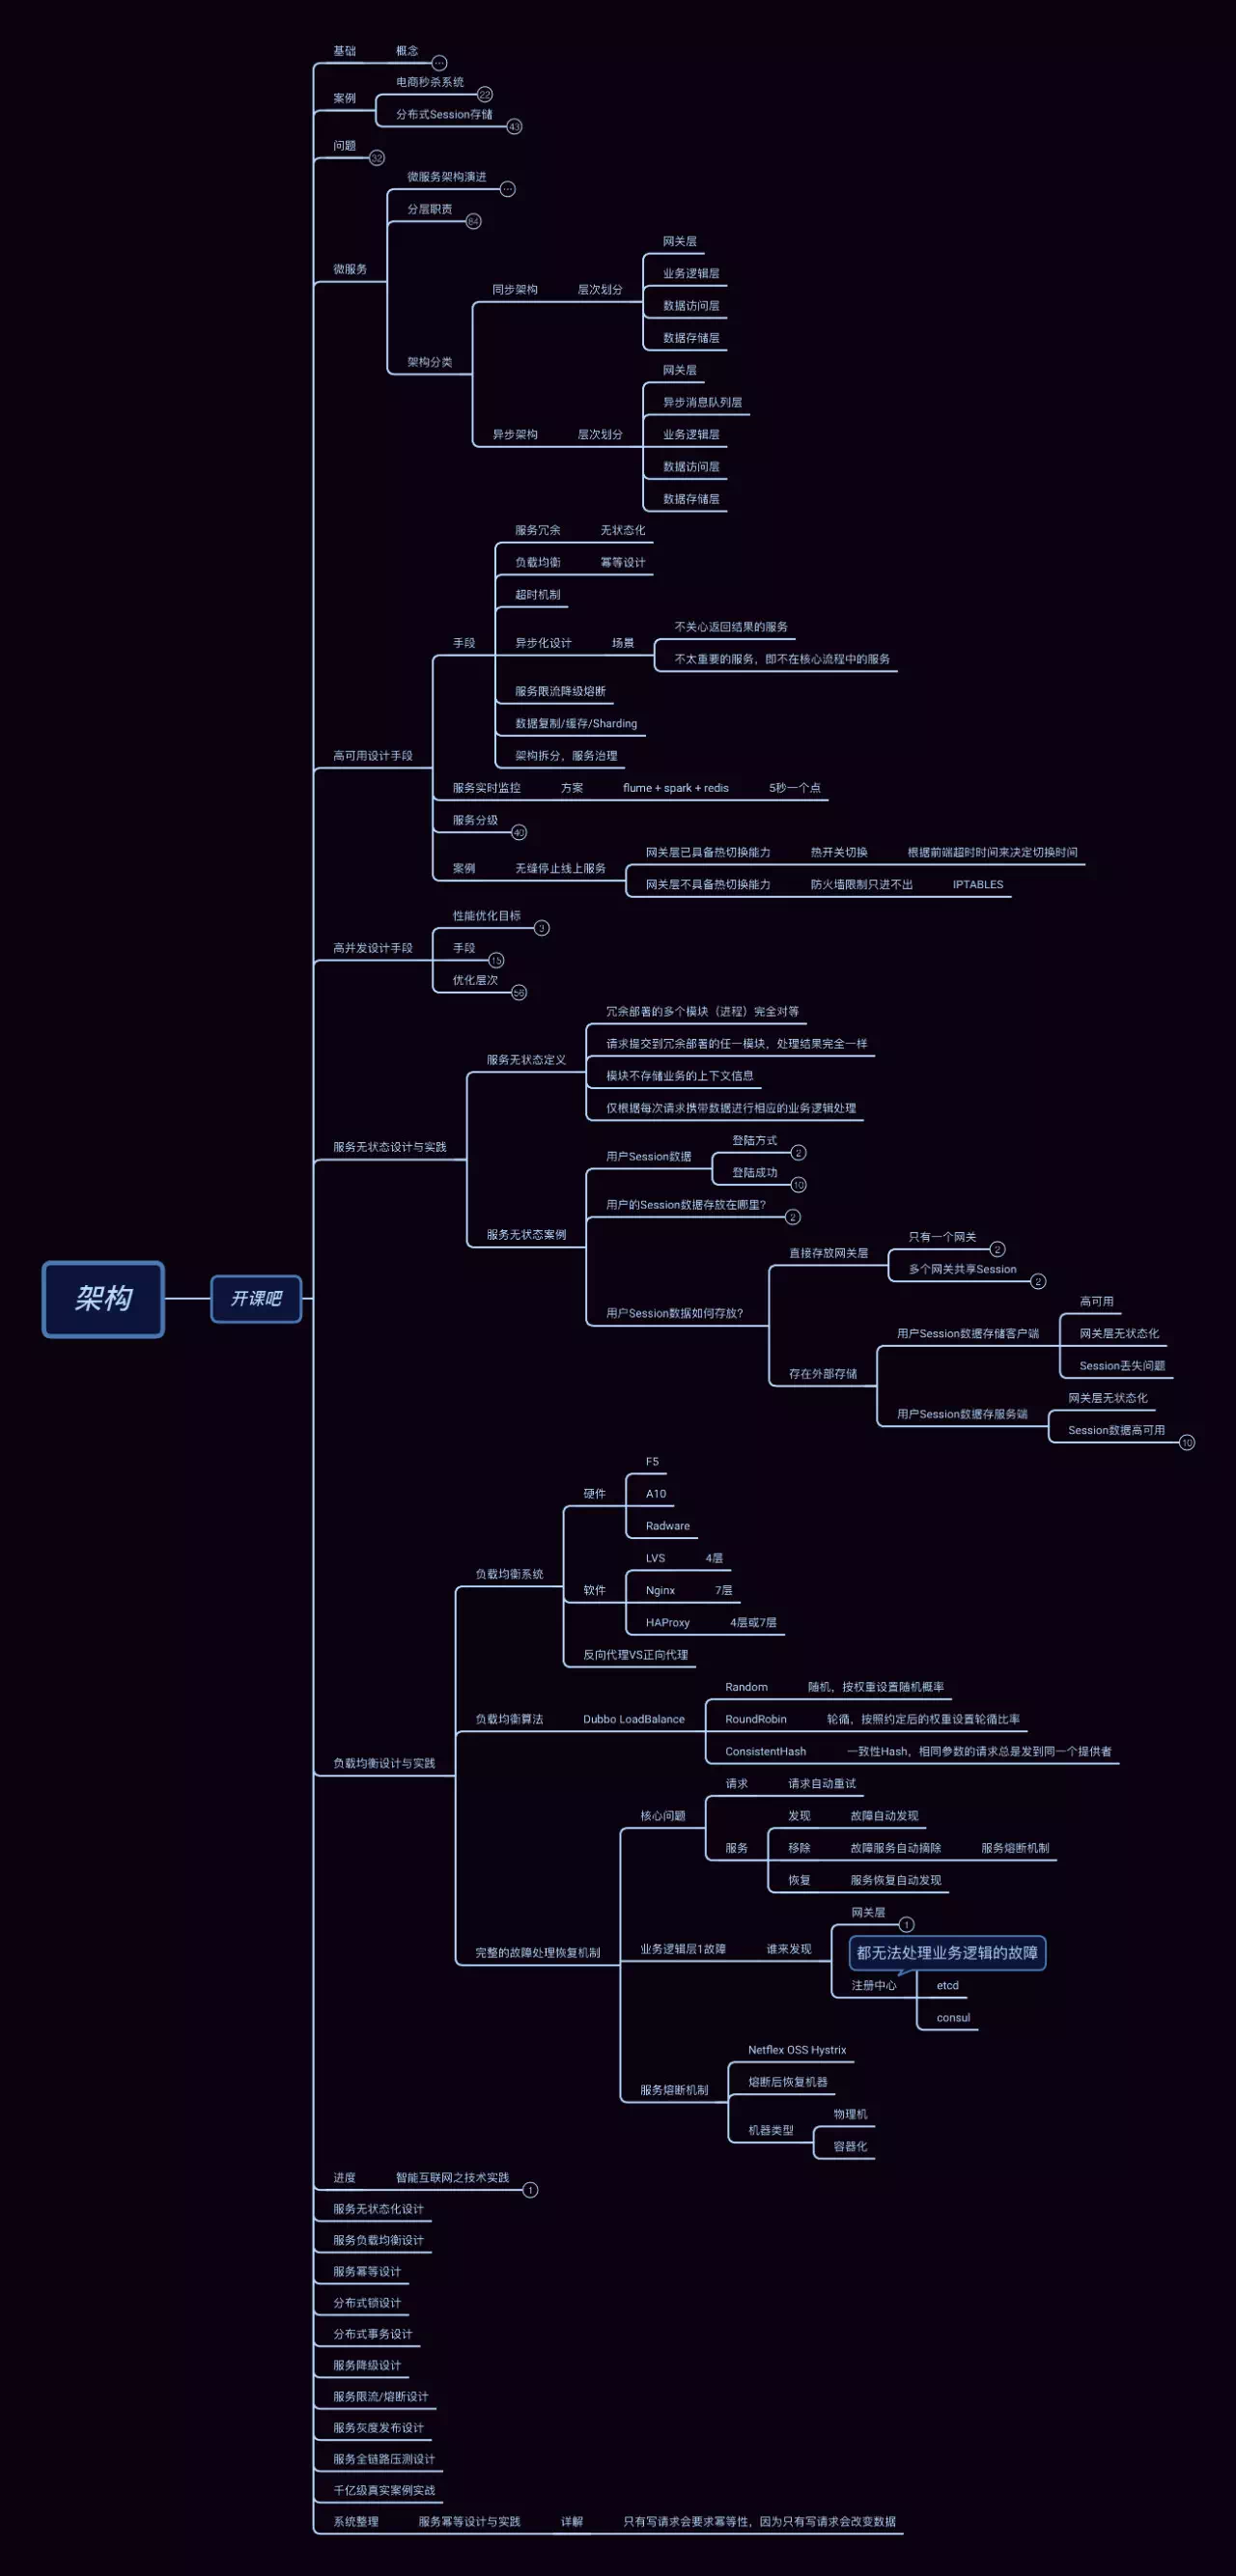 基础 概念 ...
案例
电商秒杀系统 22
分布式Session存储 43
问题 32
微服务
微服务架构演进 ...
分层职责 84
架构分类
同步架构 层次划分
网关层
业务逻辑层
数据访问层
数据存储层
异步架构 层次划分
网关层
异步消息队列层
业务逻辑层
数据访问层
数据存储层
高可用设计手段
手段
服务冗余 无状态化
负载均衡 幂等设计
超时机制
异步化设计 场景
不关心返回结果的服务
不太重要的服务，即不在核心流程中的服务
服务限流降级熔断
数据复制/缓存/Sharding
架构拆分，服务治理
服务实时监控 方案 flume + spark + redis 5秒一个点
服务分级 40
案例 无缝停止线上服务
网关层已具备热切换能力 热开关切换 根据前端超时时间来决定切换时间
网关层不具备热切换能力 防火墙限制只进不出 IPTABLES
高并发设计手段
性能优化目标 3
手段 15
优化层次 56
服务无状态设计与实践
服务无状态定义
冗余部署的多个模块（进程）完全对等
请求提交到冗余部署的任一模块，处理结果完全一样
模块不存储业务的上下文信息
仅根据每次请求携带数据进行相应的业务逻辑处理
服务无状态案例
用户Session数据
登陆方式 2
登陆成功 10
用户的Session数据存放在哪里？ 2
用户Session数据如何存放？
直接存放网关层
只有一个网关 2
多个网关共享Session 2
存在外部存储
用户Session数据存储客户端
高可用
网关层无状态化
Session丢失问题
用户Session数据存服务端
网关层无状态化
Session数据高可用 10
架构
开课吧
负载均衡设计与实践
负载均衡系统
硬件
F5
A10
Radware
软件
LVS 4层
Nginx 7层
HAProxy 4层或7层
反向代理VS正向代理
负载均衡算法 Dubbo LoadBalance
Random 随机，按权重设置随机概率
RoundRobin 轮循，按照约定后的权重设置轮循比率
ConsistentHash 一致性Hash，相同参数的请求总是发到同一个提供者
完整的故障处理恢复机制
核心问题
请求 请求自动重试
服务
发现 故障自动发现
移除 故障服务自动摘除 服务熔断机制
恢复 服务恢复自动发现
业务逻辑层1故障 谁来发现
网关层 1
都无法处理业务逻辑的故障
注册中心
etcd
consul
服务熔断机制
Netflex OSS Hystrix
熔断后恢复机器
机器类型
物理机
容器化
进度 智能互联网之技术实践 1
服务无状态化设计
服务负载均衡设计
服务幂等设计
分布式锁设计
分布式事务设计
服务降级设计
服务限流/熔断设计
服务灰度发布设计
服务全链路压测设计
千亿级真实案例实战
系统整理 服务幂等设计与实践 详解 只有写请求会要求幂等性，因为只有写请求会改变数据